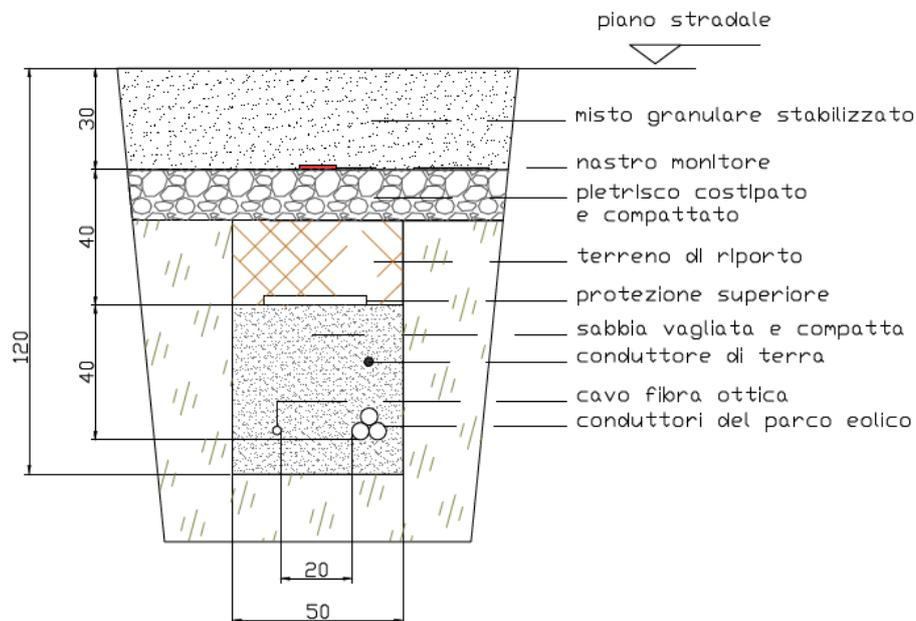 piano stradale
30
misto granulare stabilizzato
nastro monitore
pietrisco costipato
e compattato
40
terreno di riporto
protezione superiore
sabbia vagliata e compatta
120
40
conduttore di terra
cavo fibra ottica
conduttori del parco eolico
20
50